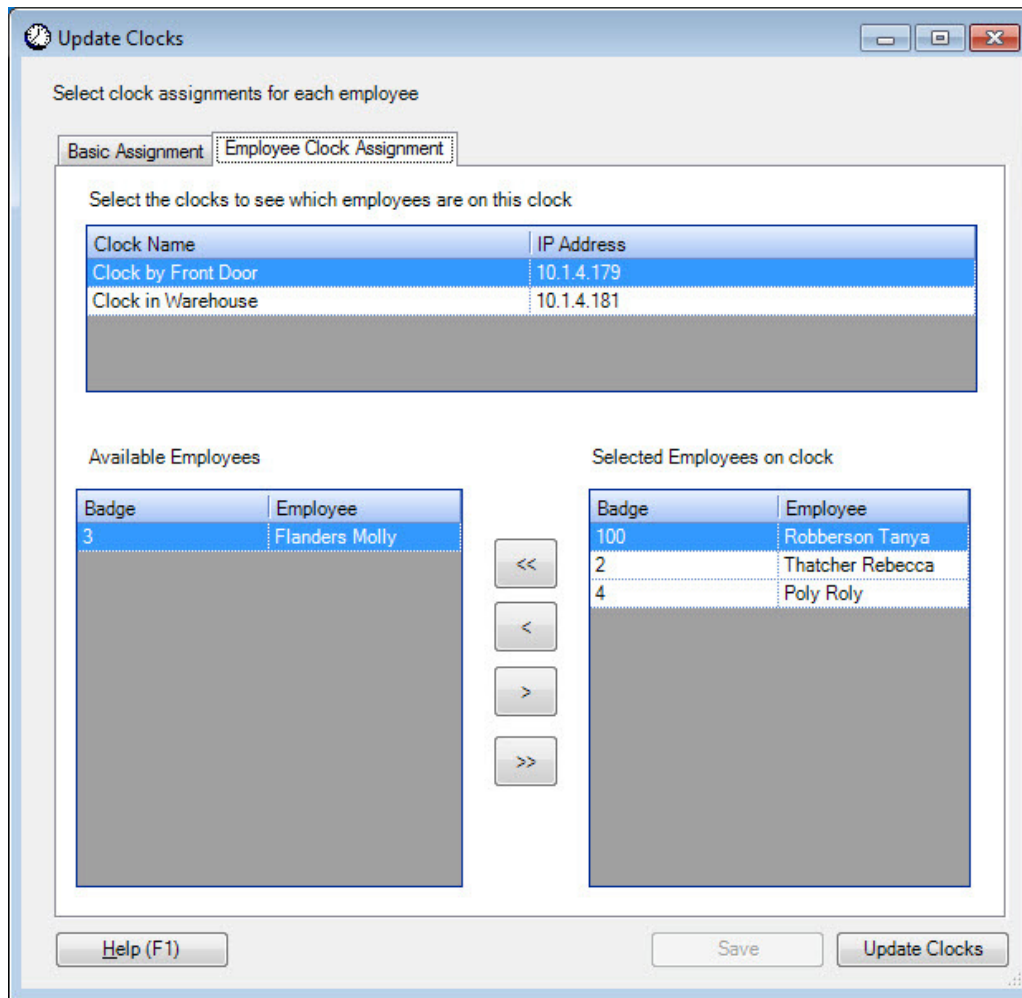 Update Clocks
Select clock assignments for each employee
Basic Assignment Employee Clock Assignment
Select the clocks to see which employees are on this clock
Clock Name IP Address
Clock by Front Door 10.1.4.179
Clock in Warehouse 10.1.4.181
Available Employees Selected Employees on clock
Badge Employee Badge Employee
3 Flanders Molly 100 Robberson Tanya
2 Thatcher Rebecca
4 Poly Roly
<<
<
>
>>
Help (F1) Save Update Clocks